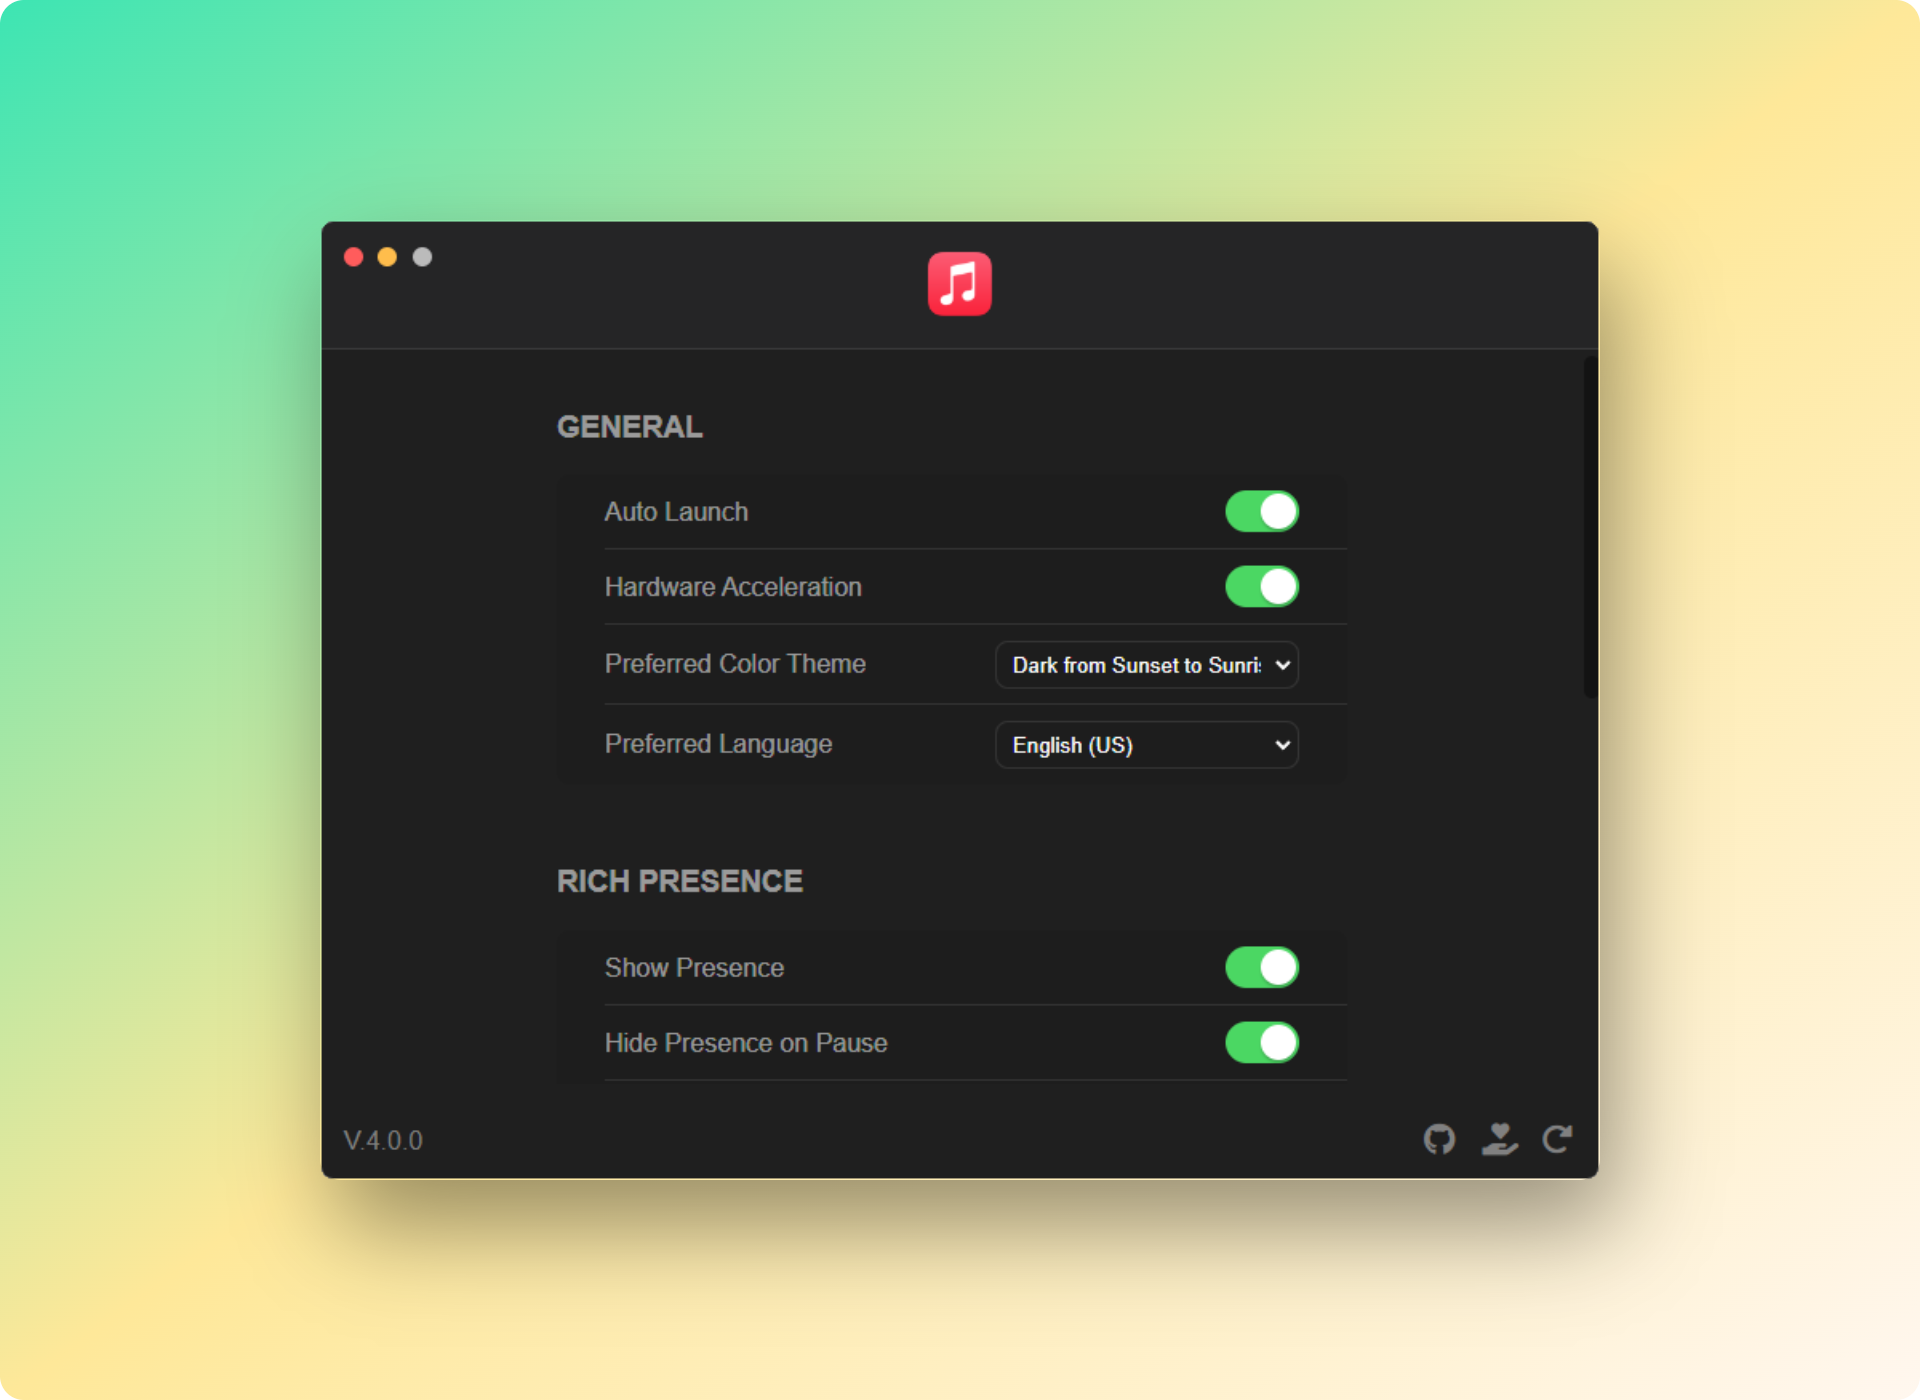 GENERAL
Auto Launch
Hardware Acceleration
Preferred Color Theme
Dark from Sunset to Sunri
Preferred Language
English (US)
RICH PRESENCE
Show Presence
Hide Presence on Pause
V.4.0.0